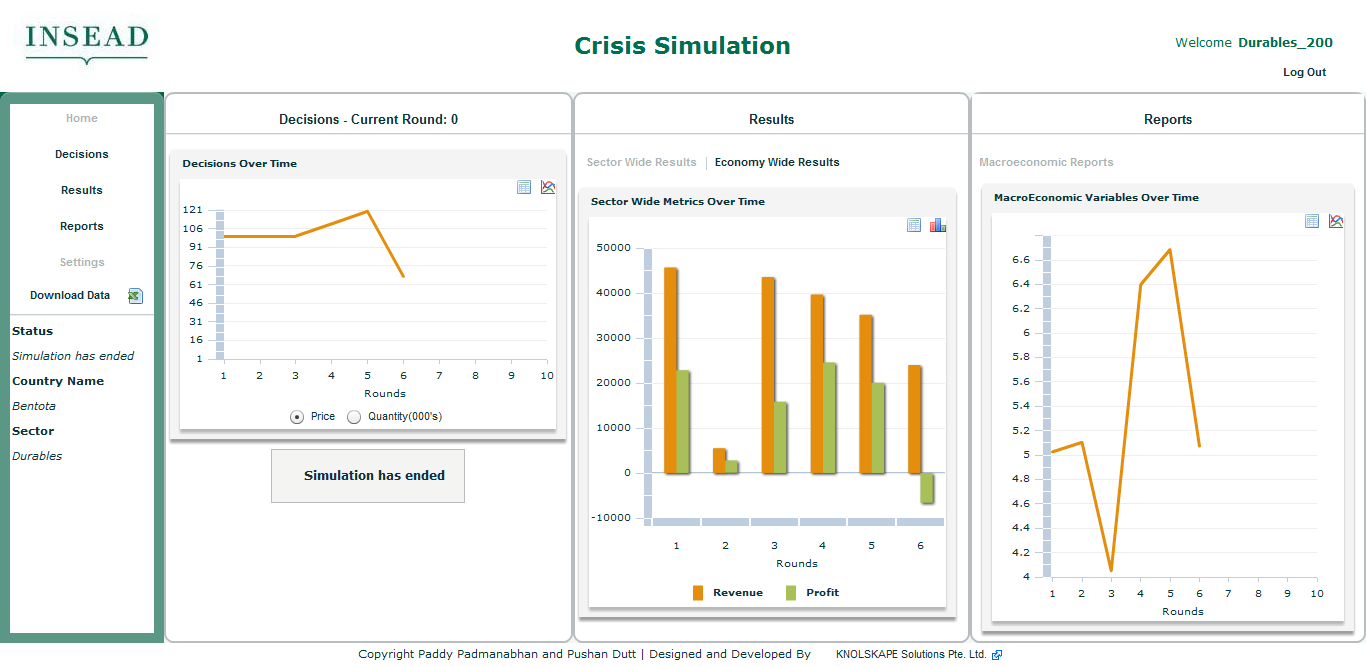 INSEAD
Crisis Simulation
Welcome Durables_200
Log Out
Home
Decisions
Results
Reports
Settings
Download Data
Status
Simulation has ended
Country Name
Bentota
Sector
Durables
Decisions - Current Round: 0
Decisions Over Time
121
106
91
76
61
46
31
16
1
1 2 3 4 5 6 7 8 9 10
Rounds
Price Quantity(000's)
Simulation has ended
Results
Sector Wide Results | Economy Wide Results
Sector Wide Metrics Over Time
50000
40000
30000
20000
10000
0
-10000
1 2 3 4 5 6
Rounds
Revenue Profit
Reports
Macroeconomic Reports
MacroEconomic Variables Over Time
6.6
6.4
6.2
6
5.8
5.6
5.4
5.2
5
4.8
4.6
4.4
4.2
4
1 2 3 4 5 6 7 8 9 10
Rounds
Copyright Paddy Padmanabhan and Pushan Dutt | Designed and Developed By KNOLSKAPE Solutions Pte. Ltd.